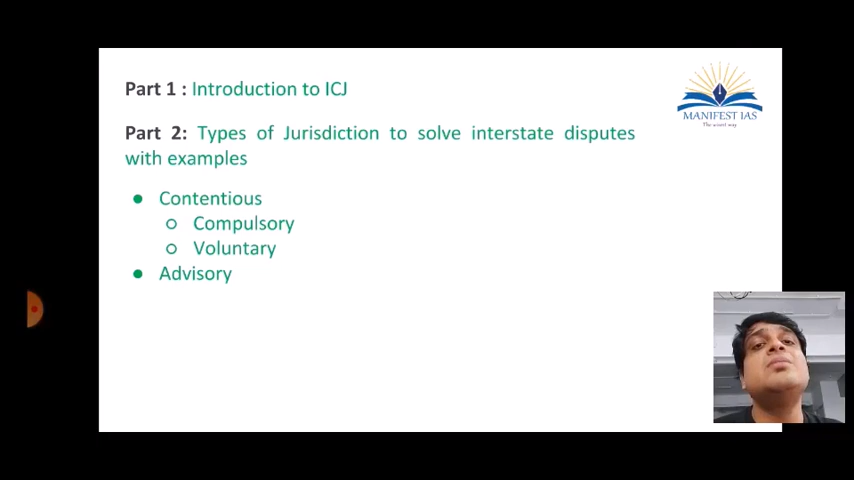 Part 1 : Introduction to ICJ
Part 2: Types of Jurisdiction to solve interstate disputes
with examples
● Contentious
○ Compulsory
○ Voluntary
● Advisory
MANIFEST IAS